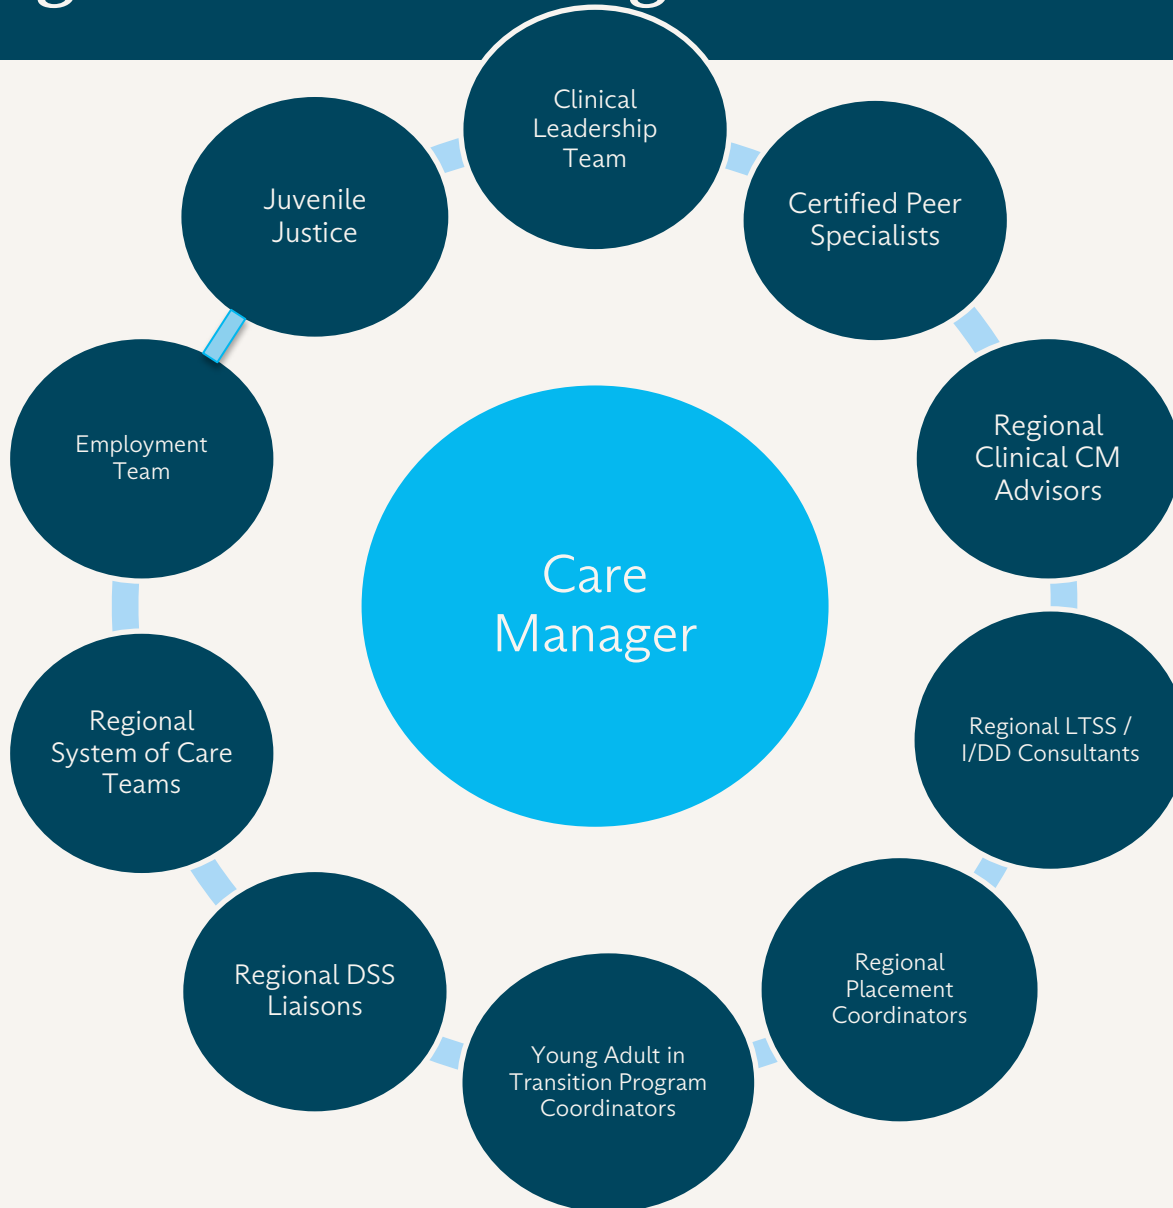 Clinical
Leadership
Team
Certified Peer
Specialists
Regional
Clinical CM
Advisors
Regional LTSS /
I/DD Consultants
Regional
Placement
Coordinators
Young Adult in
Transition Program
Coordinators
Regional DSS
Liaisons
Regional
System of Care
Teams
Employment
Team
Juvenile
Justice
Care
Manager